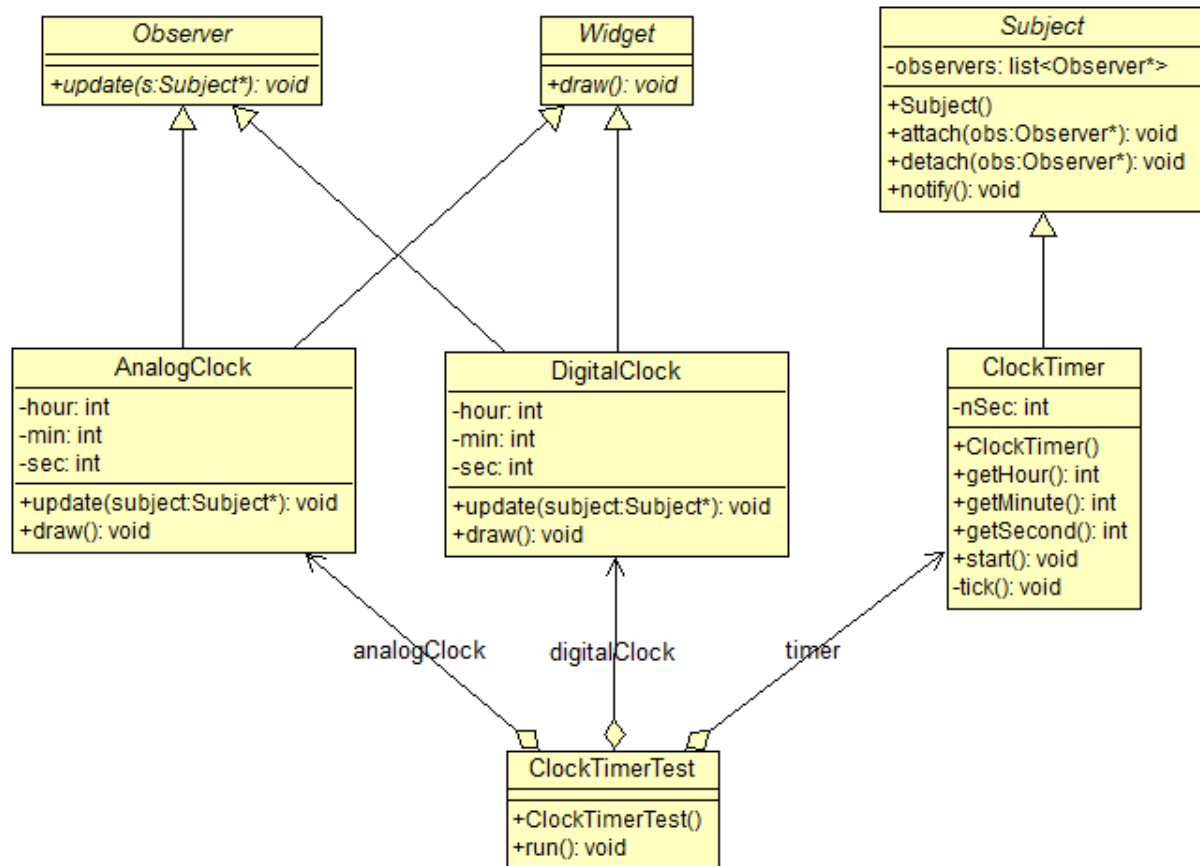 Observer
+update(s:Subject*): void
Widget
+draw(): void
Subject
-observers: list<Observer*>
+Subject()
+attach(obs:Observer*): void
+detach(obs:Observer*): void
+notify(): void
AnalogClock
-hour: int
-min: int
-sec: int
+update(subject:Subject*): void
+draw(): void
DigitalClock
-hour: int
-min: int
-sec: int
+update(subject:Subject*): void
+draw(): void
ClockTimer
-nSec: int
+ClockTimer()
+getHour(): int
+getMinute(): int
+getSecond(): int
+start(): void
-tick(): void
analogClock
digitalClock
timer
ClockTimerTest
+ClockTimerTest()
+run(): void